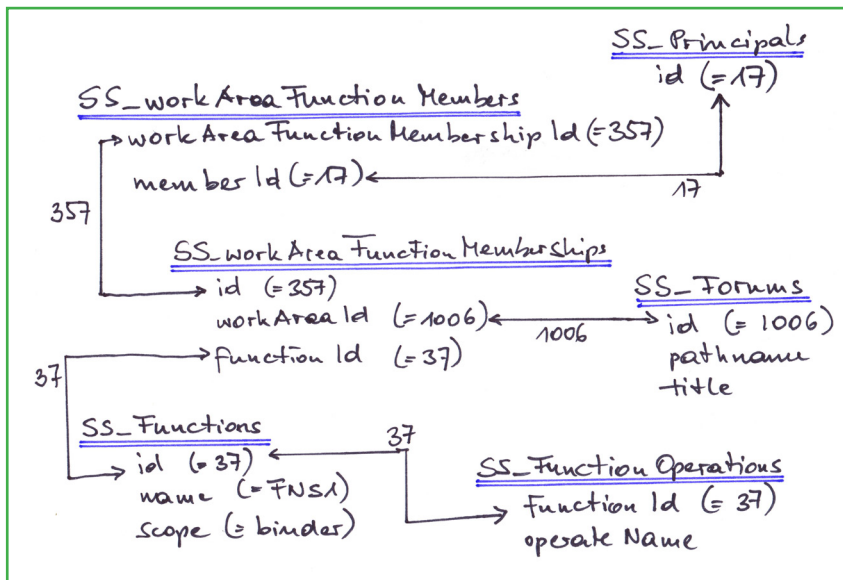 SS_Principals
id (=17)
SS_workAreaFunctionMembers
workAreaFunctionMembershipId (=357)
memberId (=17)
17
357
SS_workAreaFunctionMemberships
id (=357)
workAreaId (=1006)
functionId (=37)
1006
SS_Forums
id (=1006)
pathname
title
37
SS_Functions
id (=37)
name (=FNS1)
scope (=binder)
37
SS_FunctionOperations
functionId (=37)
operateName